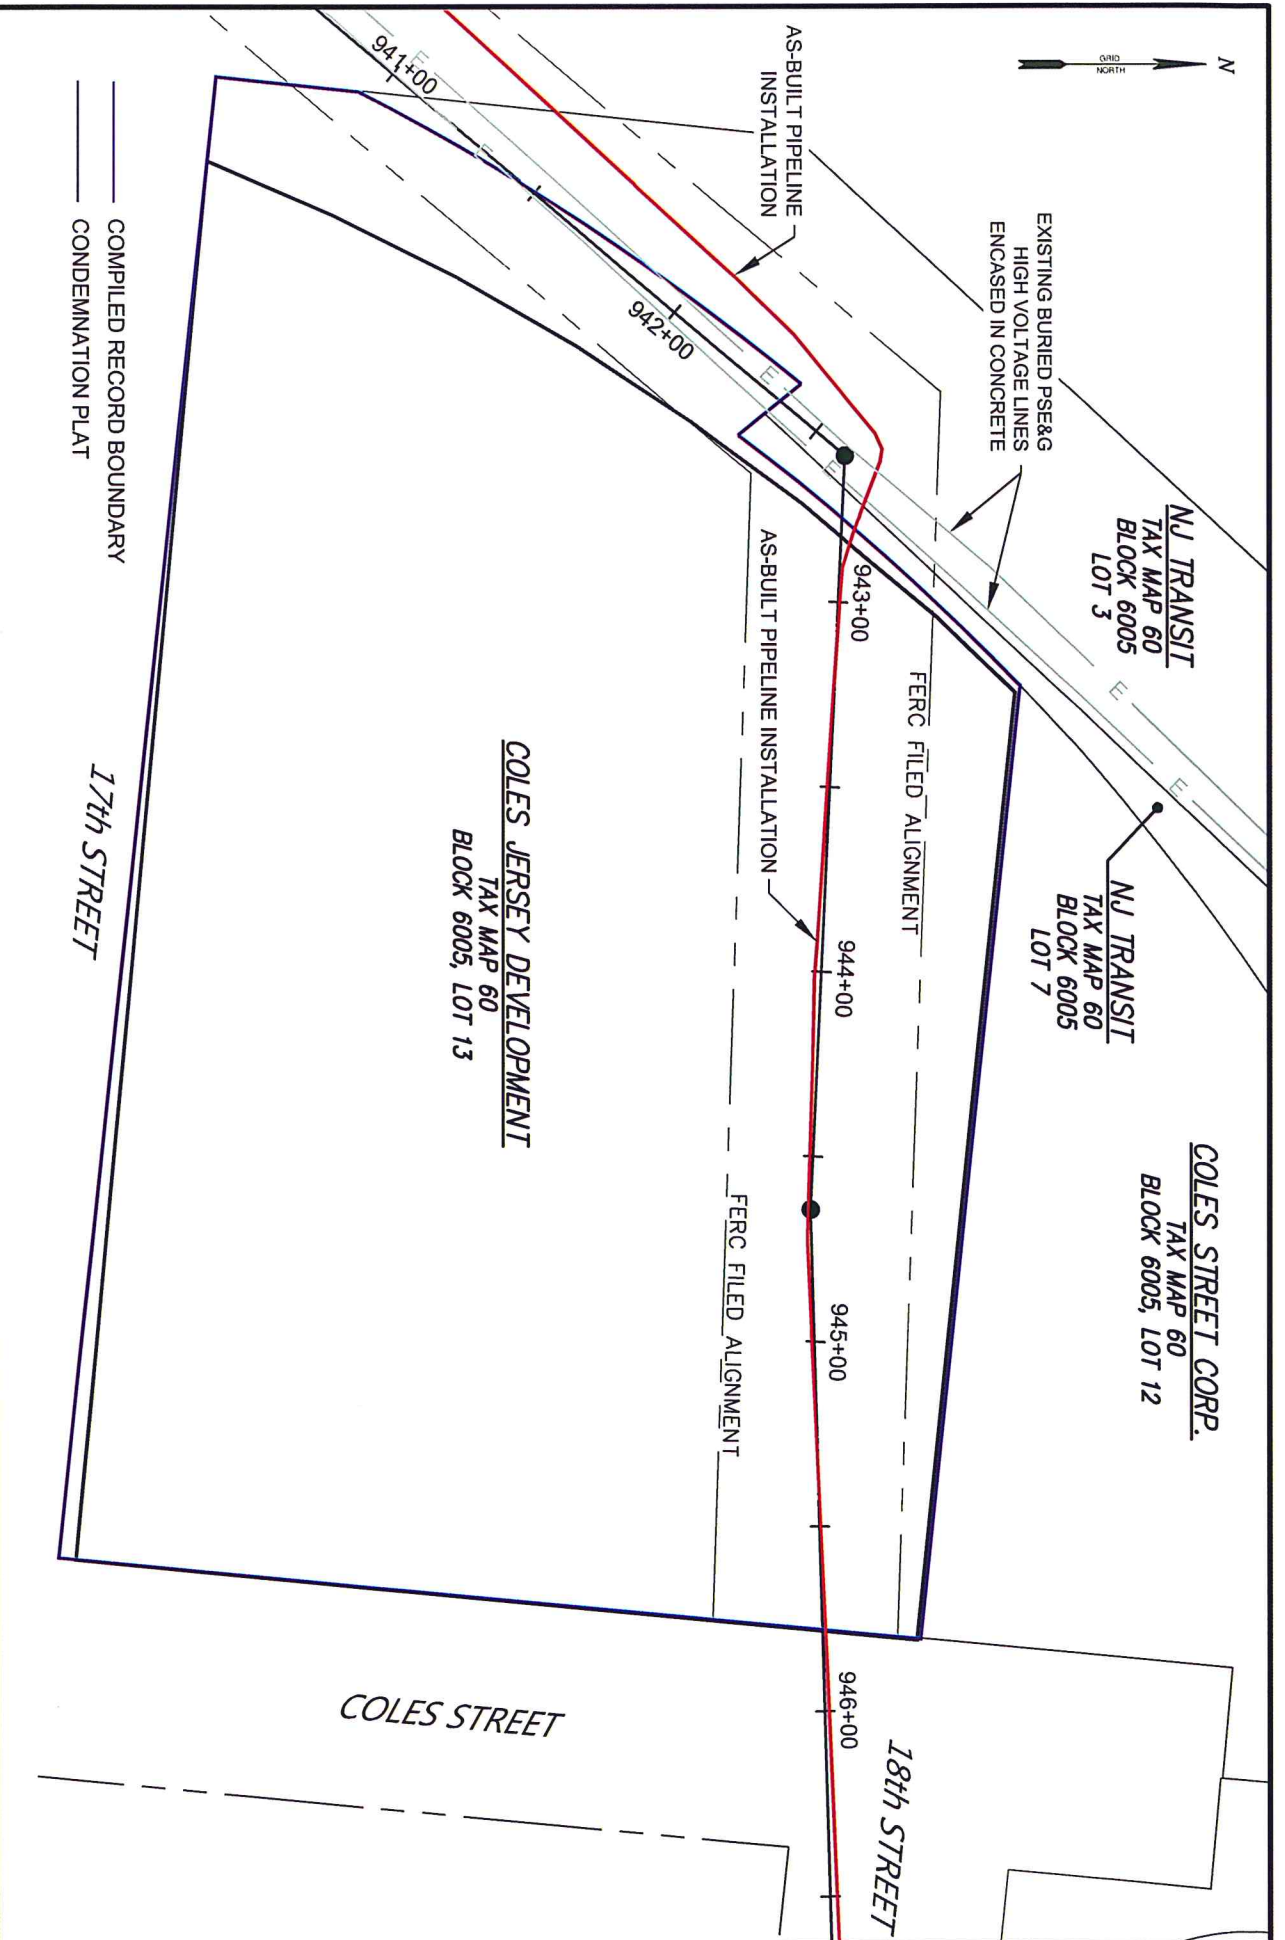 N
GRID
NORTH
941+00
AS-BUILT PIPELINE
INSTALLATION
EXISTING BURIED PSE&G
HIGH VOLTAGE LINES
ENCASED IN CONCRETE
NJ TRANSIT
TAX MAP 60
BLOCK 6005
LOT 3
E
E
E
E
E
E
942+00
943+00
NJ TRANSIT
TAX MAP 60
BLOCK 6005
LOT 7
FERC FILED ALIGNMENT
AS-BUILT PIPELINE INSTALLATION
944+00
COLES STREET CORP.
TAX MAP 60
BLOCK 6005, LOT 12
COLES JERSEY DEVELOPMENT
TAX MAP 60
BLOCK 6005, LOT 13
FERC FILED ALIGNMENT
945+00
946+00
18th STREET
COLES STREET
17th STREET
COMPILED RECORD BOUNDARY
CONDEMNATION PLAT